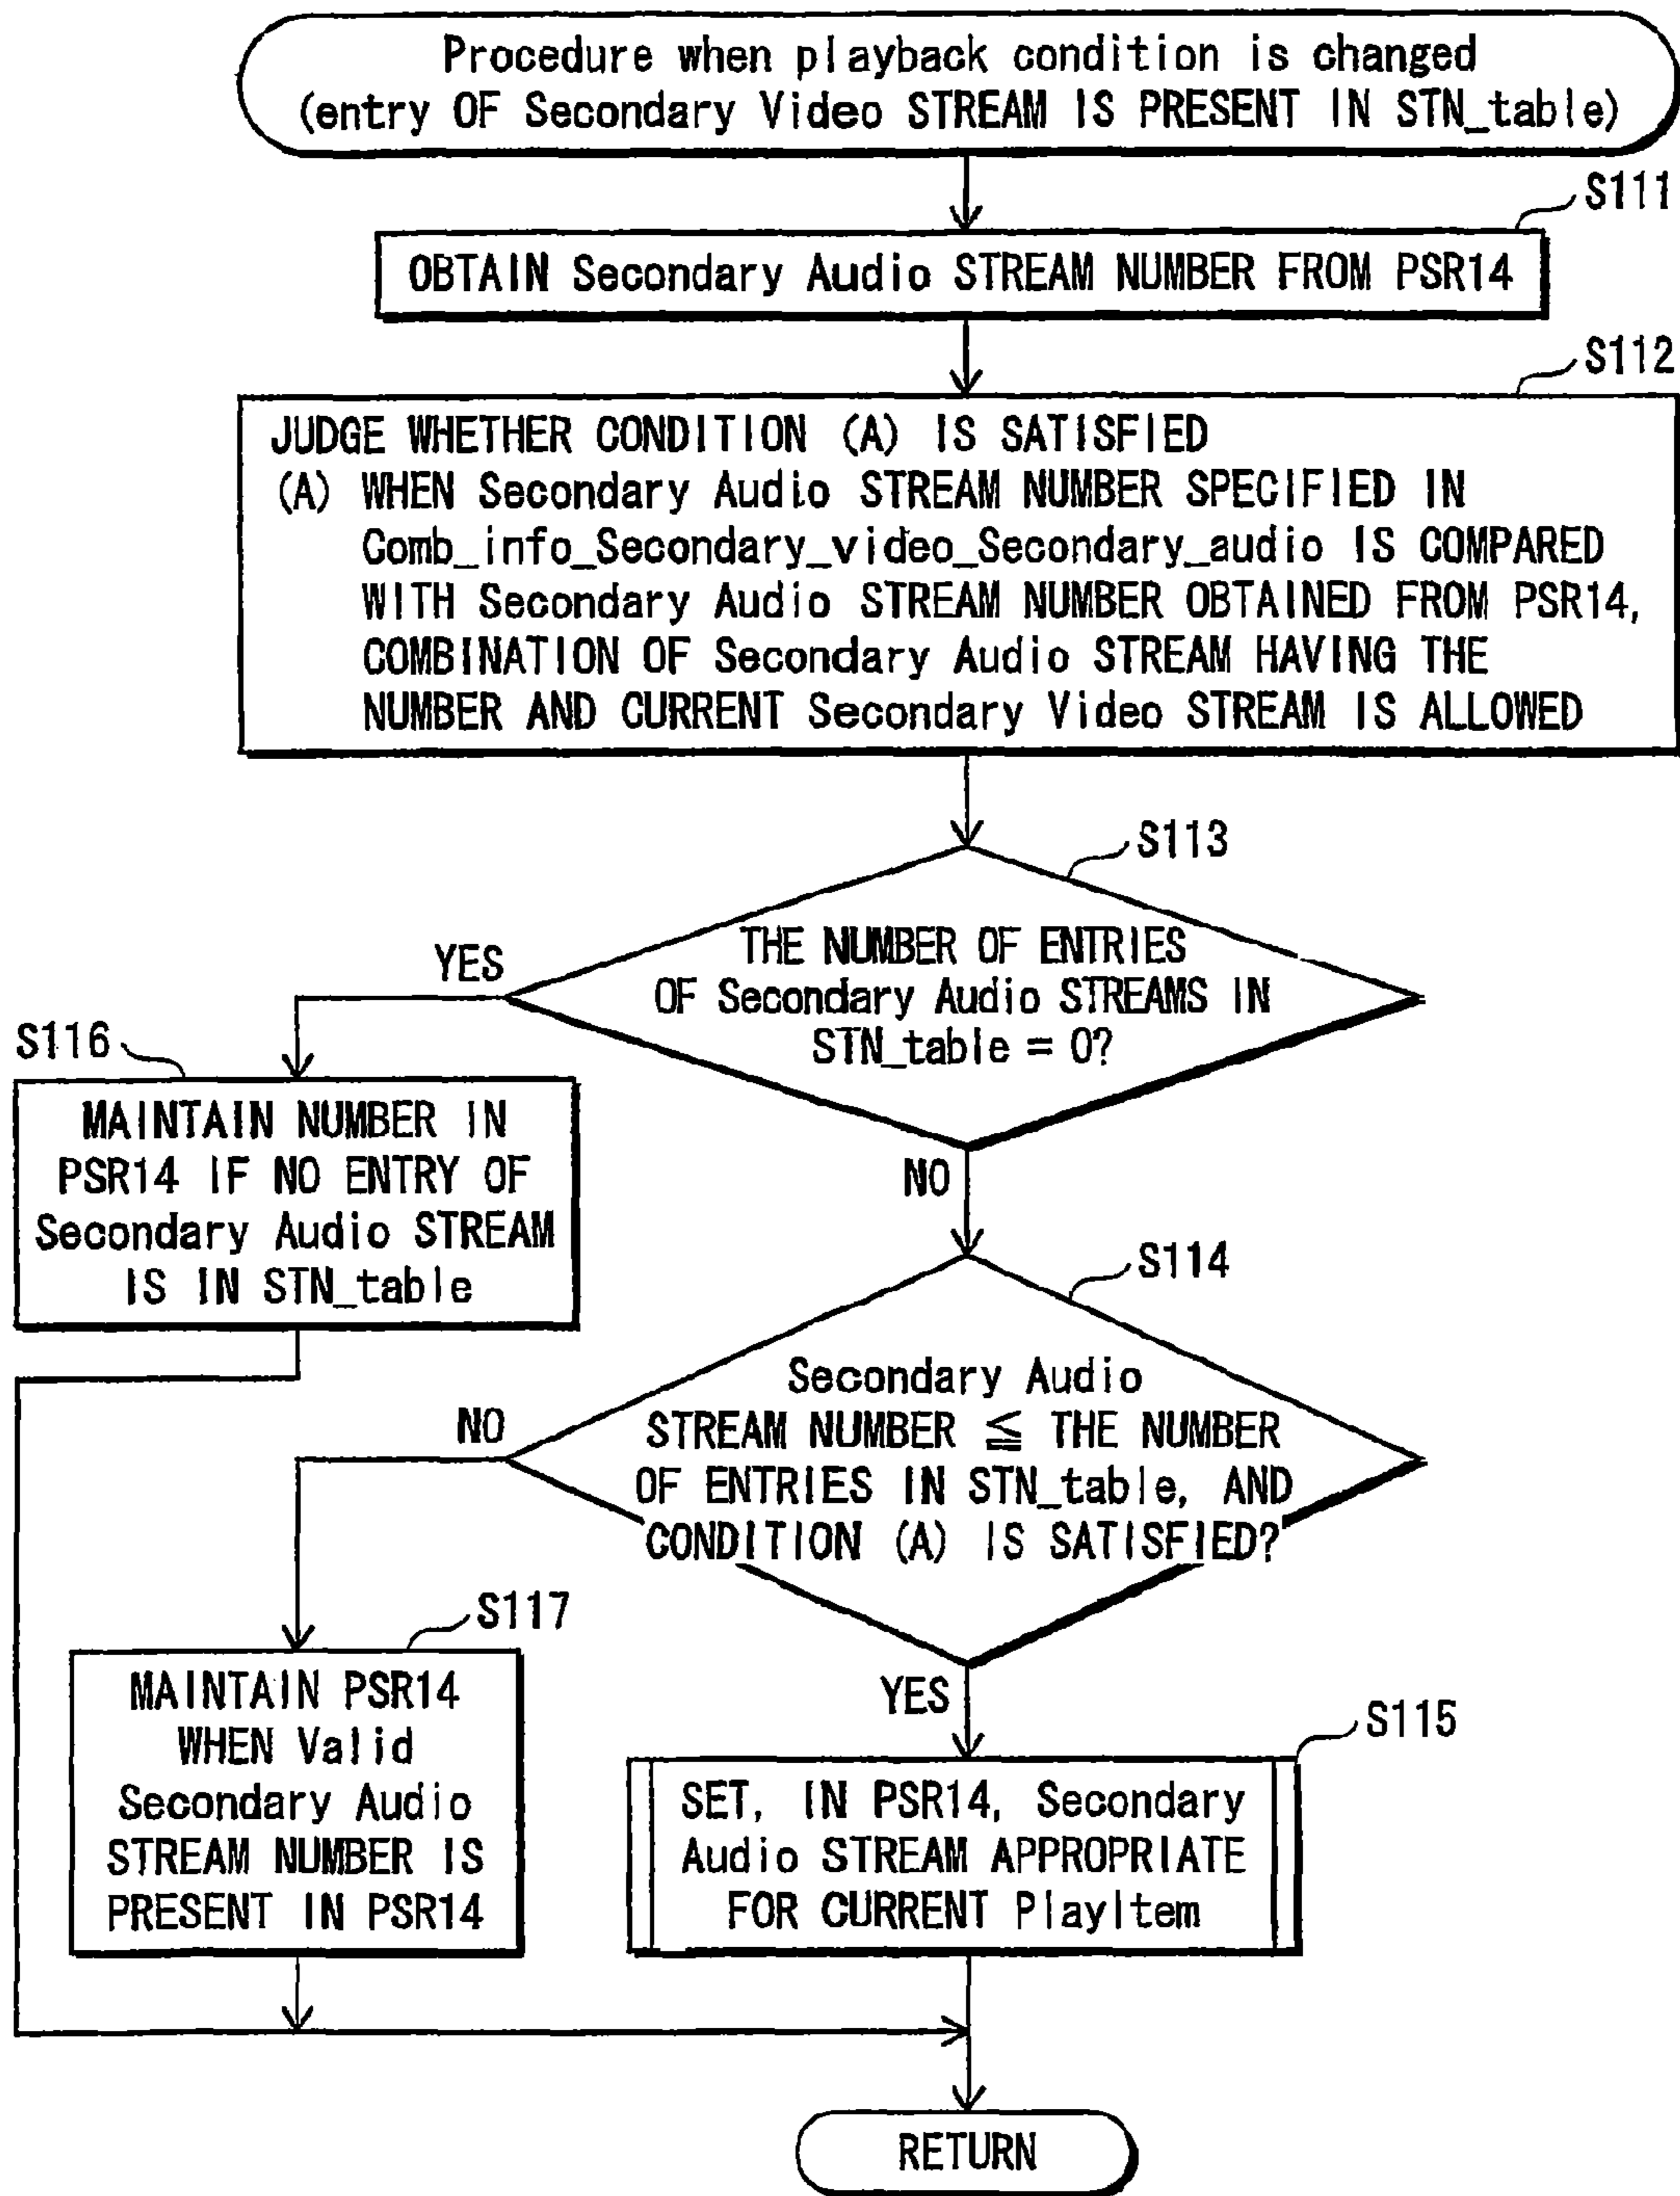 Procedure when playback condition is changed
(entry OF Secondary Video STREAM IS PRESENT IN STN_table)
S111
OBTAIN Secondary Audio STREAM NUMBER FROM PSR14
S112
JUDGE WHETHER CONDITION (A) IS SATISFIED
(A) WHEN Secondary Audio STREAM NUMBER SPECIFIED IN
Comb_info_Secondary_video_Secondary_audio IS COMPARED
WITH Secondary Audio STREAM NUMBER OBTAINED FROM PSR14,
COMBINATION OF Secondary Audio STREAM HAVING THE
NUMBER AND CURRENT Secondary Video STREAM IS ALLOWED
S113
THE NUMBER OF ENTRIES
OF Secondary Audio STREAMS IN
STN_table = 0?
YES
NO
S116
MAINTAIN NUMBER IN
PSR14 IF NO ENTRY OF
Secondary Audio STREAM
IS IN STN_table
S114
Secondary Audio
STREAM NUMBER ≦ THE NUMBER
OF ENTRIES IN STN_table, AND
CONDITION (A) IS SATISFIED?
NO
YES
S117
MAINTAIN PSR14
WHEN Valid
Secondary Audio
STREAM NUMBER IS
PRESENT IN PSR14
S115
SET, IN PSR14, Secondary
Audio STREAM APPROPRIATE
FOR CURRENT PlayItem
RETURN